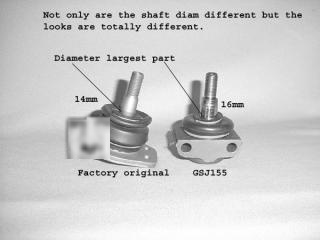 Not only are the shaft diam different but the
looks are totally different.
Diameter largest part
14mm
16mm
Factory original GSJ155